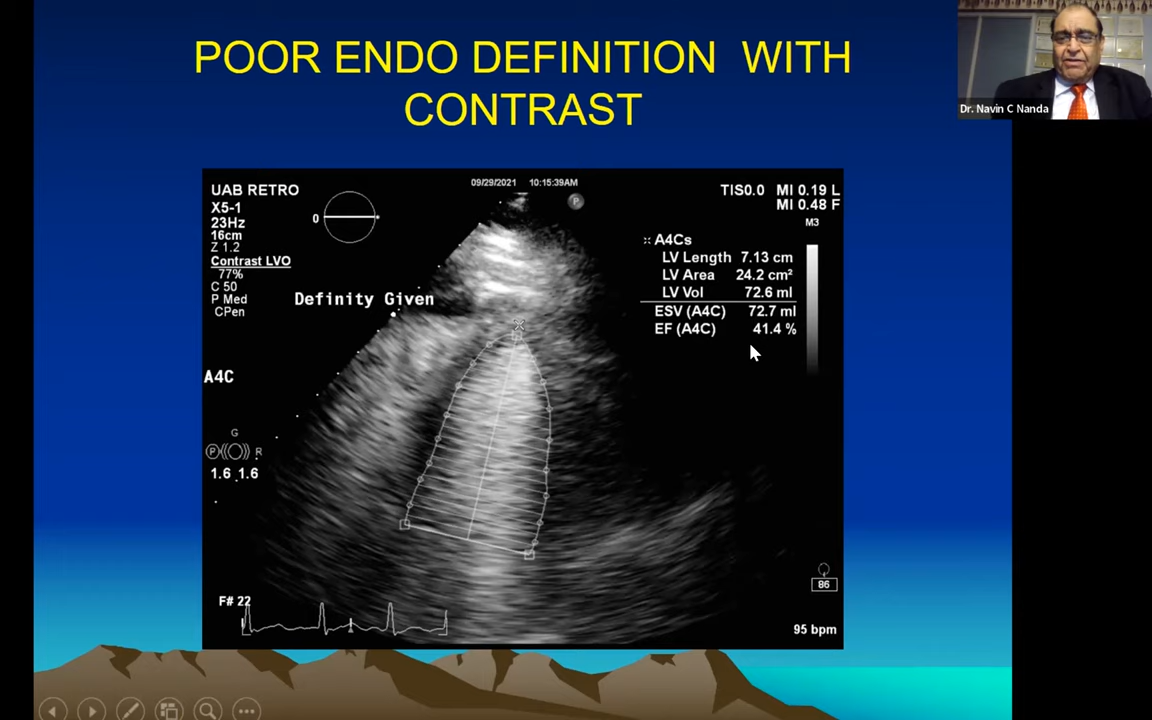 POOR ENDO DEFINITION WITH
CONTRAST
Dr. Navin C Nanda
09/29/2021 10:15:39AM
UAB RETRO
X5-1
23Hz
16cm
Z 1.2
Contrast LVO
77%
C 50
P Med
CPen
0
P
TIS0.0 MI 0.19 L
MI 0.48 F
M3
:: A4Cs
LV Length 7.13 cm
LV Area 24.2 cm²
LV Vol 72.6 ml
ESV (A4C) 72.7 ml
EF (A4C) 41.4 %
Definity Given
A4C
G
P R
1.6 1.6
F# 22
86
95 bpm